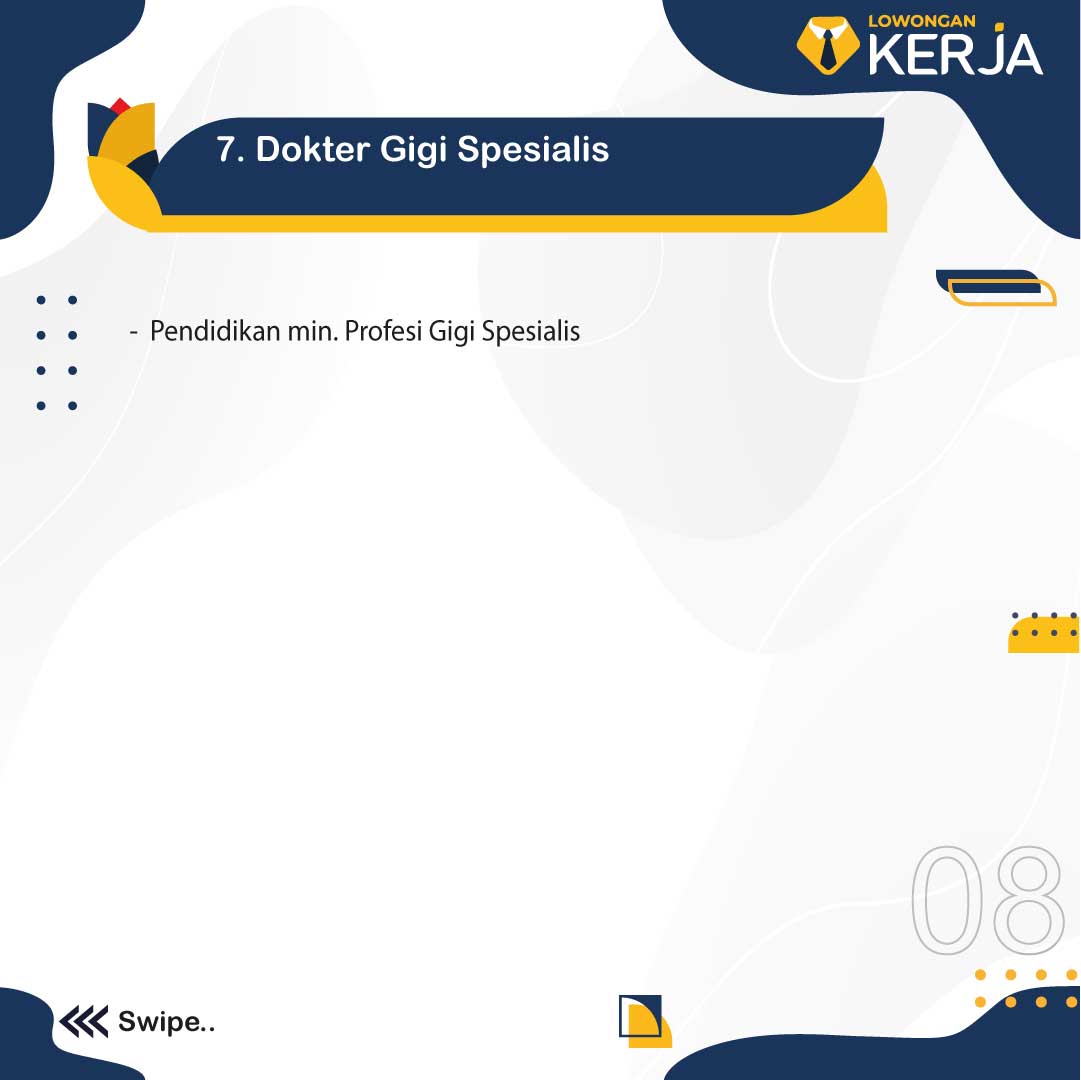 LOWONGAN
KERJA
7. Dokter Gigi Spesialis
- Pendidikan min. Profesi Gigi Spesialis
08
Swipe..